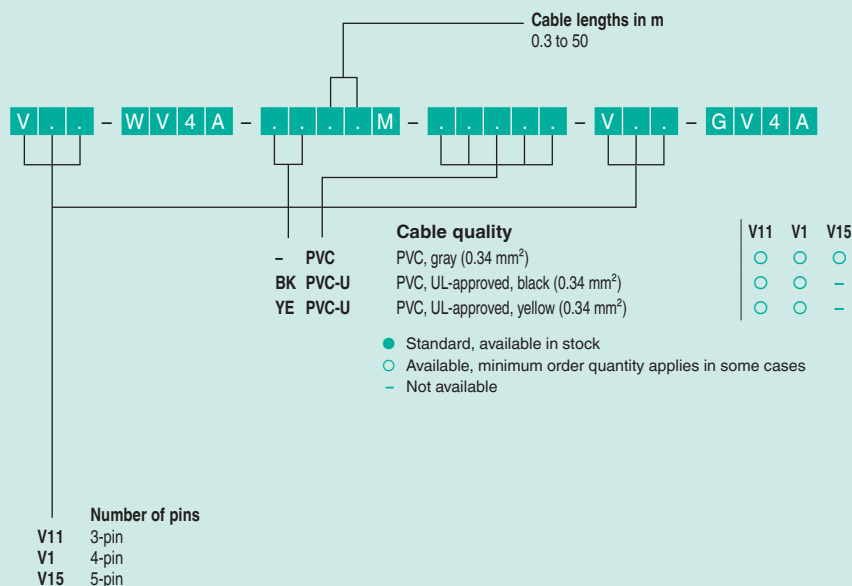 Cable lengths in m
0.3 to 50
V . . – W V 4 A – . . . . M – . . . . . – V . . – G V 4 A
Cable quality V11 V1 V15
– PVC PVC, gray (0.34 mm²) ○ ○ ○
BK PVC-U PVC, UL-approved, black (0.34 mm²) ○ ○ –
YE PVC-U PVC, UL-approved, yellow (0.34 mm²) ○ ○ –
● Standard, available in stock
○ Available, minimum order quantity applies in some cases
– Not available
Number of pins
V11 3-pin
V1 4-pin
V15 5-pin